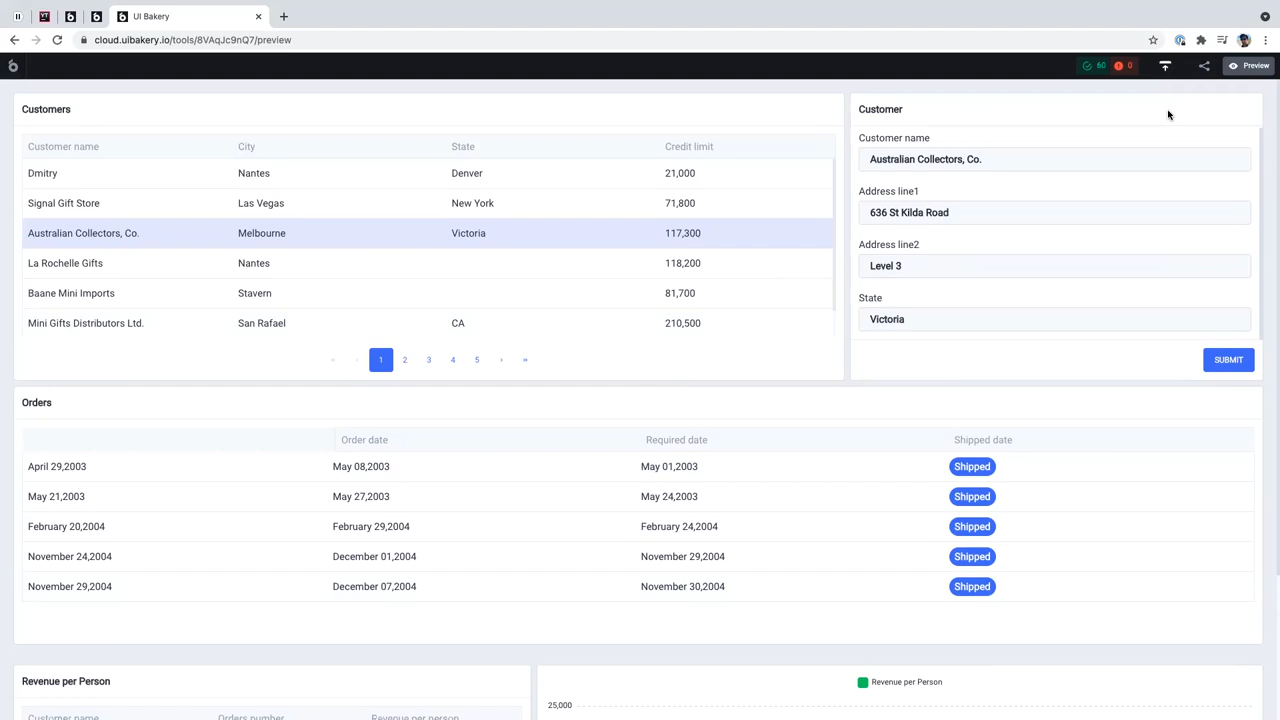 UI Bakery
cloud.uibakery.io/tools/8VAqJc9nQ7/preview
60 0 Preview
Customers
Customer name City State Credit limit
Dmitry Nantes Denver 21,000
Signal Gift Store Las Vegas New York 71,800
Australian Collectors, Co. Melbourne Victoria 117,300
La Rochelle Gifts Nantes 118,200
Baane Mini Imports Stavern 81,700
Mini Gifts Distributors Ltd. San Rafael CA 210,500
« ‹ 1 2 3 4 5 › »
Customer
Customer name
Australian Collectors, Co.
Address line1
636 St Kilda Road
Address line2
Level 3
State
Victoria
SUBMIT
Orders
Order date Required date Shipped date
April 29,2003 May 08,2003 May 01,2003 Shipped
May 21,2003 May 27,2003 May 24,2003 Shipped
February 20,2004 February 29,2004 February 24,2004 Shipped
November 24,2004 December 01,2004 November 29,2004 Shipped
November 29,2004 December 07,2004 November 30,2004 Shipped
Revenue per Person
Customer name Orders number Revenue per person
Revenue per Person
25,000